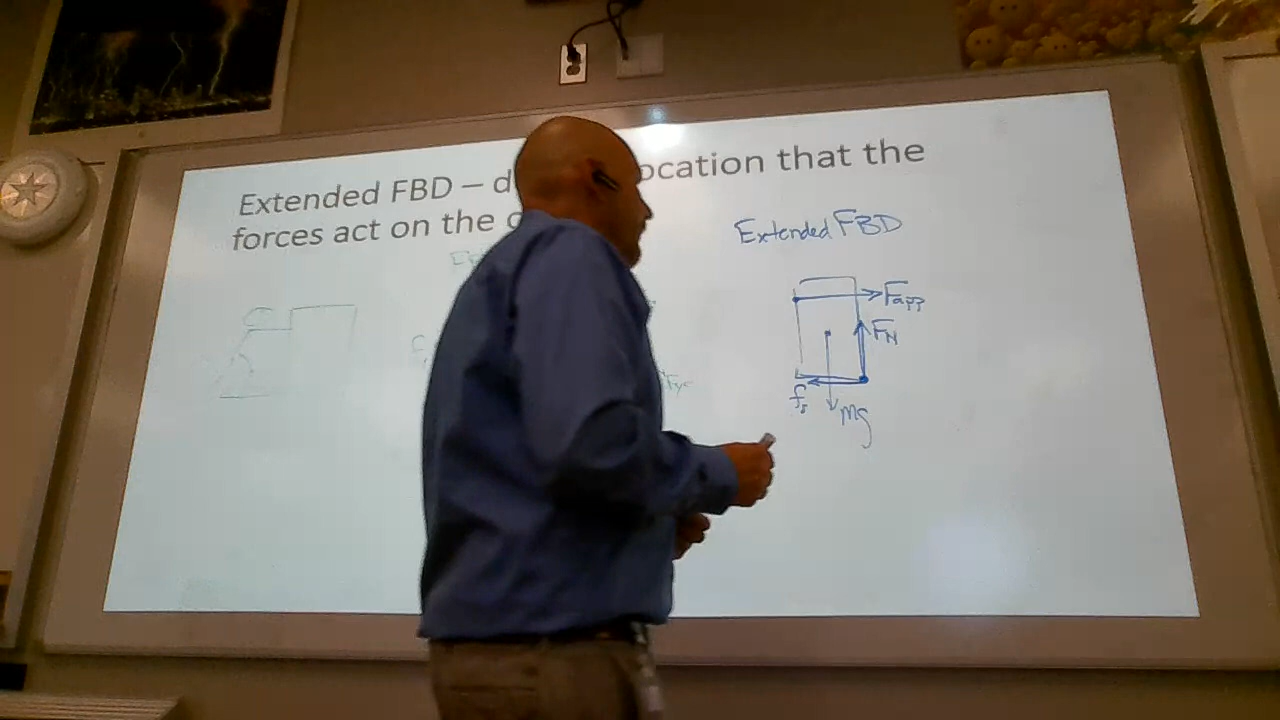 Extended FBD – d ocation that the
forces act on the o
Extended FBD
Fapp
FN
fs
mg